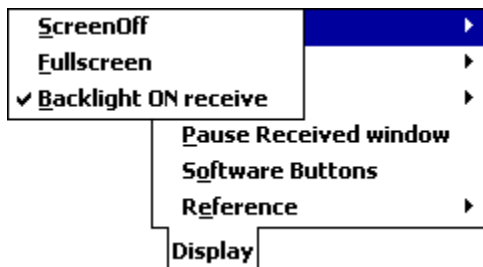 ScreenOff
Fullscreen
Backlight ON receive
Pause Received window
Software Buttons
Reference
Display